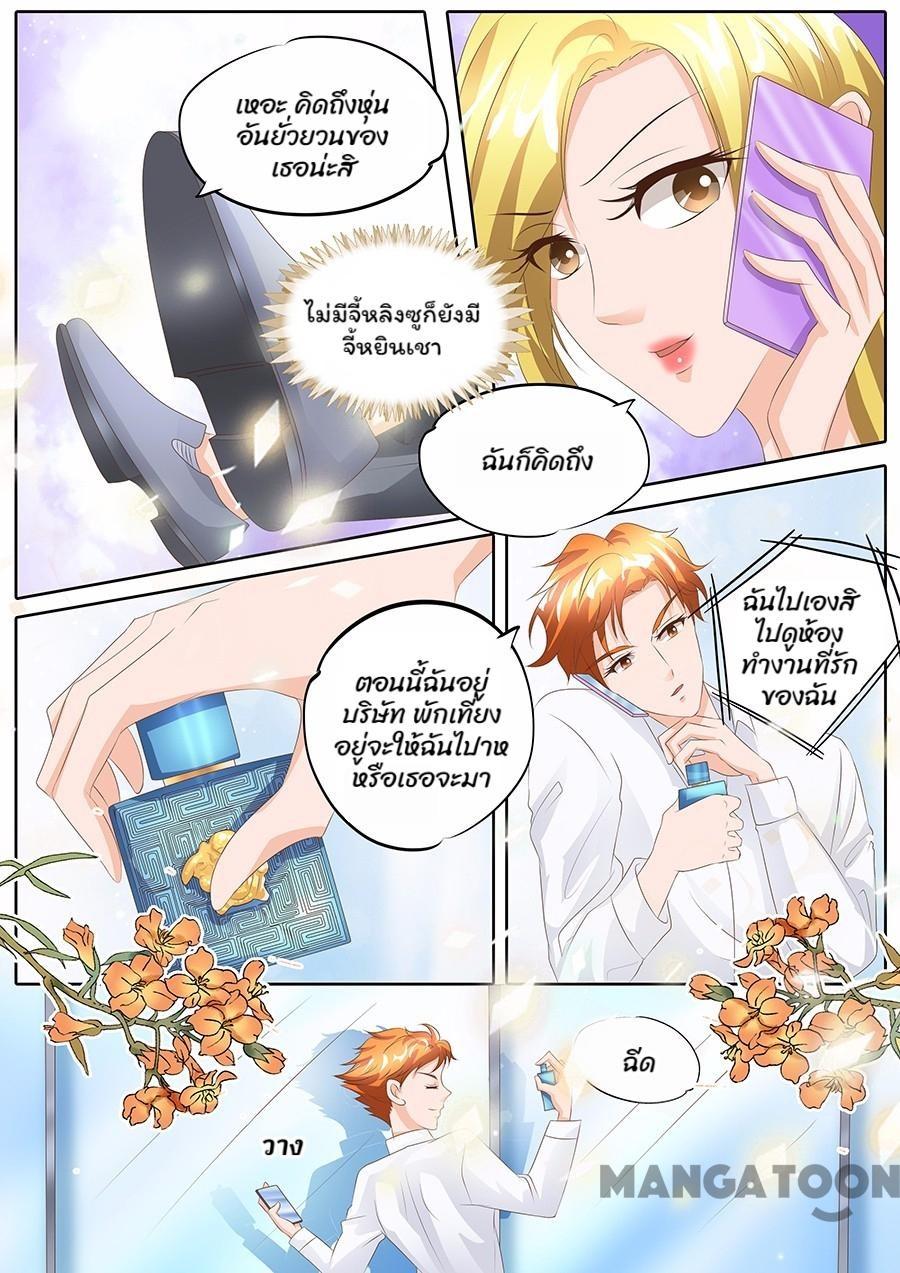 เหอะ คิดถึงหุ่น
อันยั่วยวนของ
เธอน่ะสิ
ไม่มีจี้หลิงซูก็ยังมี
จี้หยินเชา
ฉันก็คิดถึง
ตอนนี้ฉันอยู่
บริษัท พักเที่ยง
อยู่จะให้ฉันไปาห
หรือเธอจะมา
ฉันไปเองสิ
ไปดูห้อง
ทำงานที่รัก
ของฉัน
ฉีด
วาง
MANGATOON